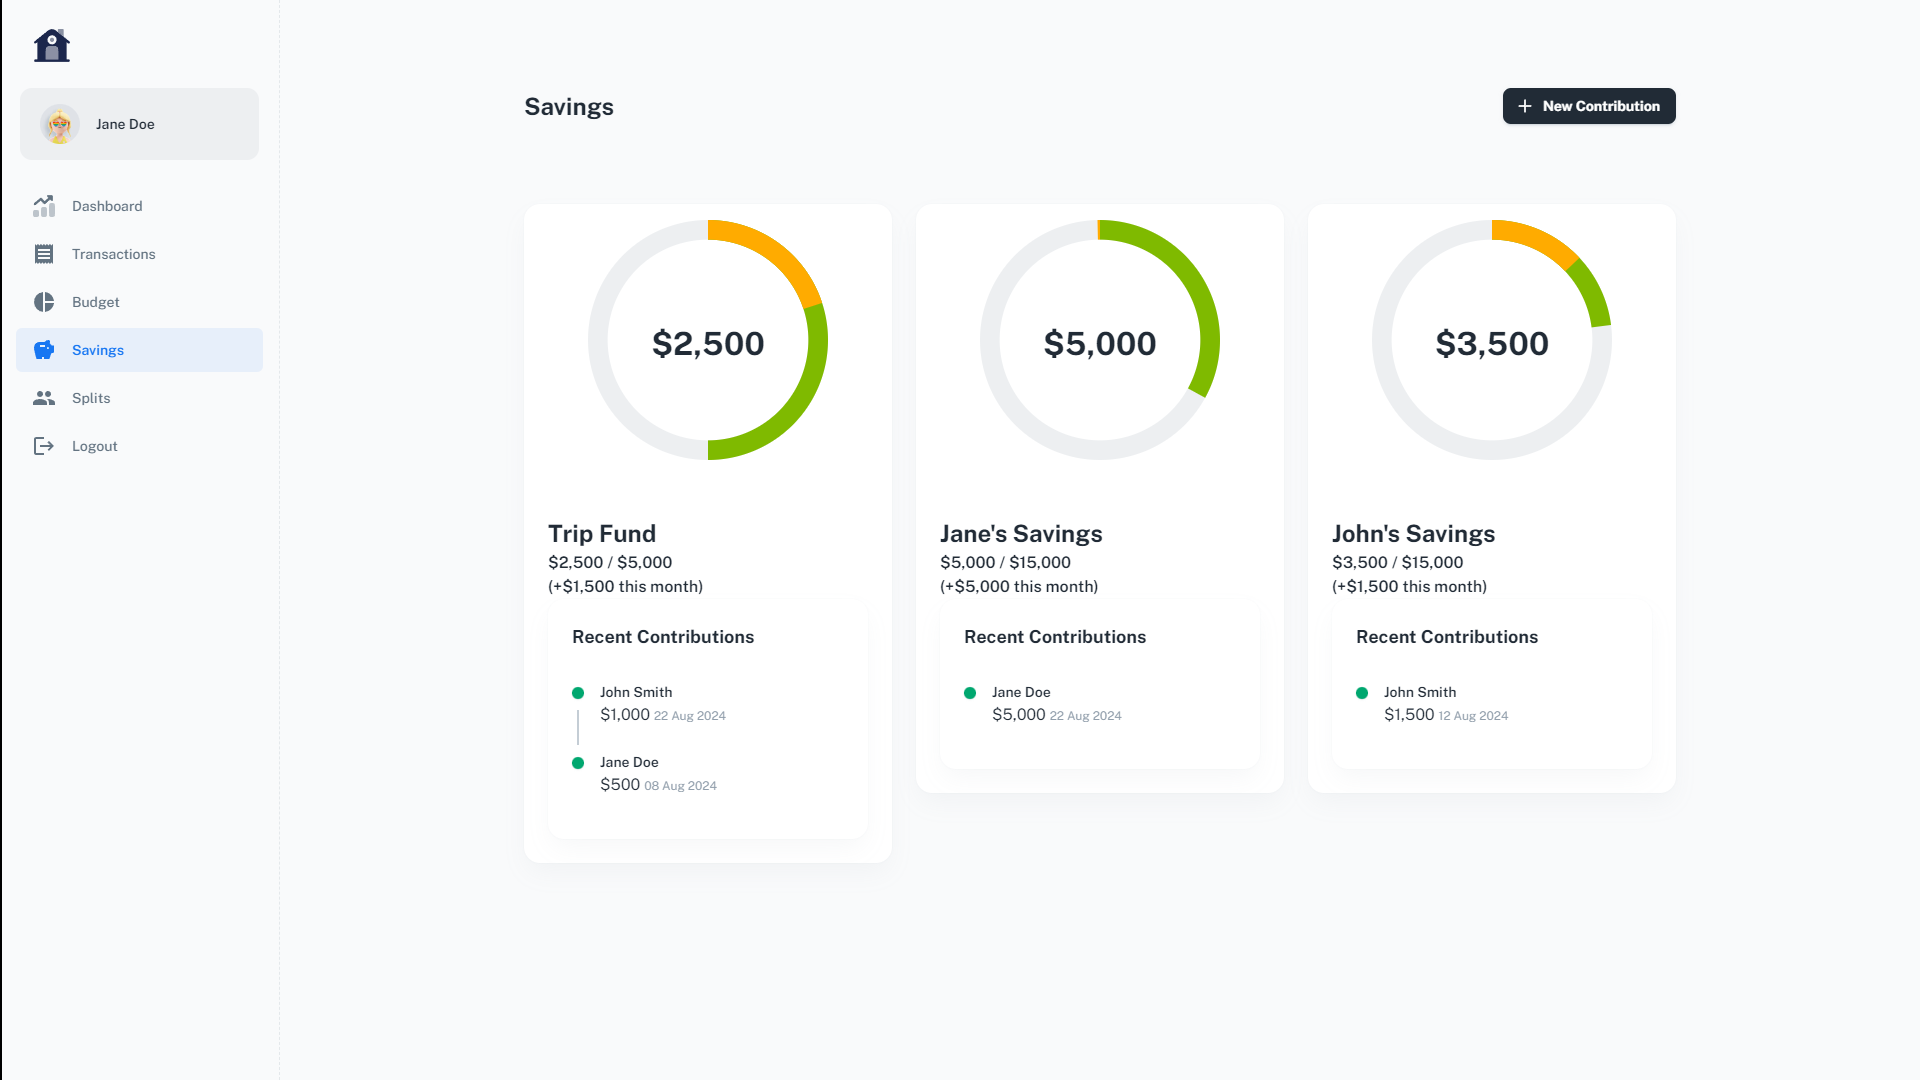 Jane Doe
Dashboard
Transactions
Budget
Savings
Splits
Logout
Savings
New Contribution
$2,500
Trip Fund
$2,500 / $5,000
(+$1,500 this month)
Recent Contributions
John Smith
$1,000 22 Aug 2024
Jane Doe
$500 08 Aug 2024
$5,000
Jane's Savings
$5,000 / $15,000
(+$5,000 this month)
Recent Contributions
Jane Doe
$5,000 22 Aug 2024
$3,500
John's Savings
$3,500 / $15,000
(+$1,500 this month)
Recent Contributions
John Smith
$1,500 12 Aug 2024